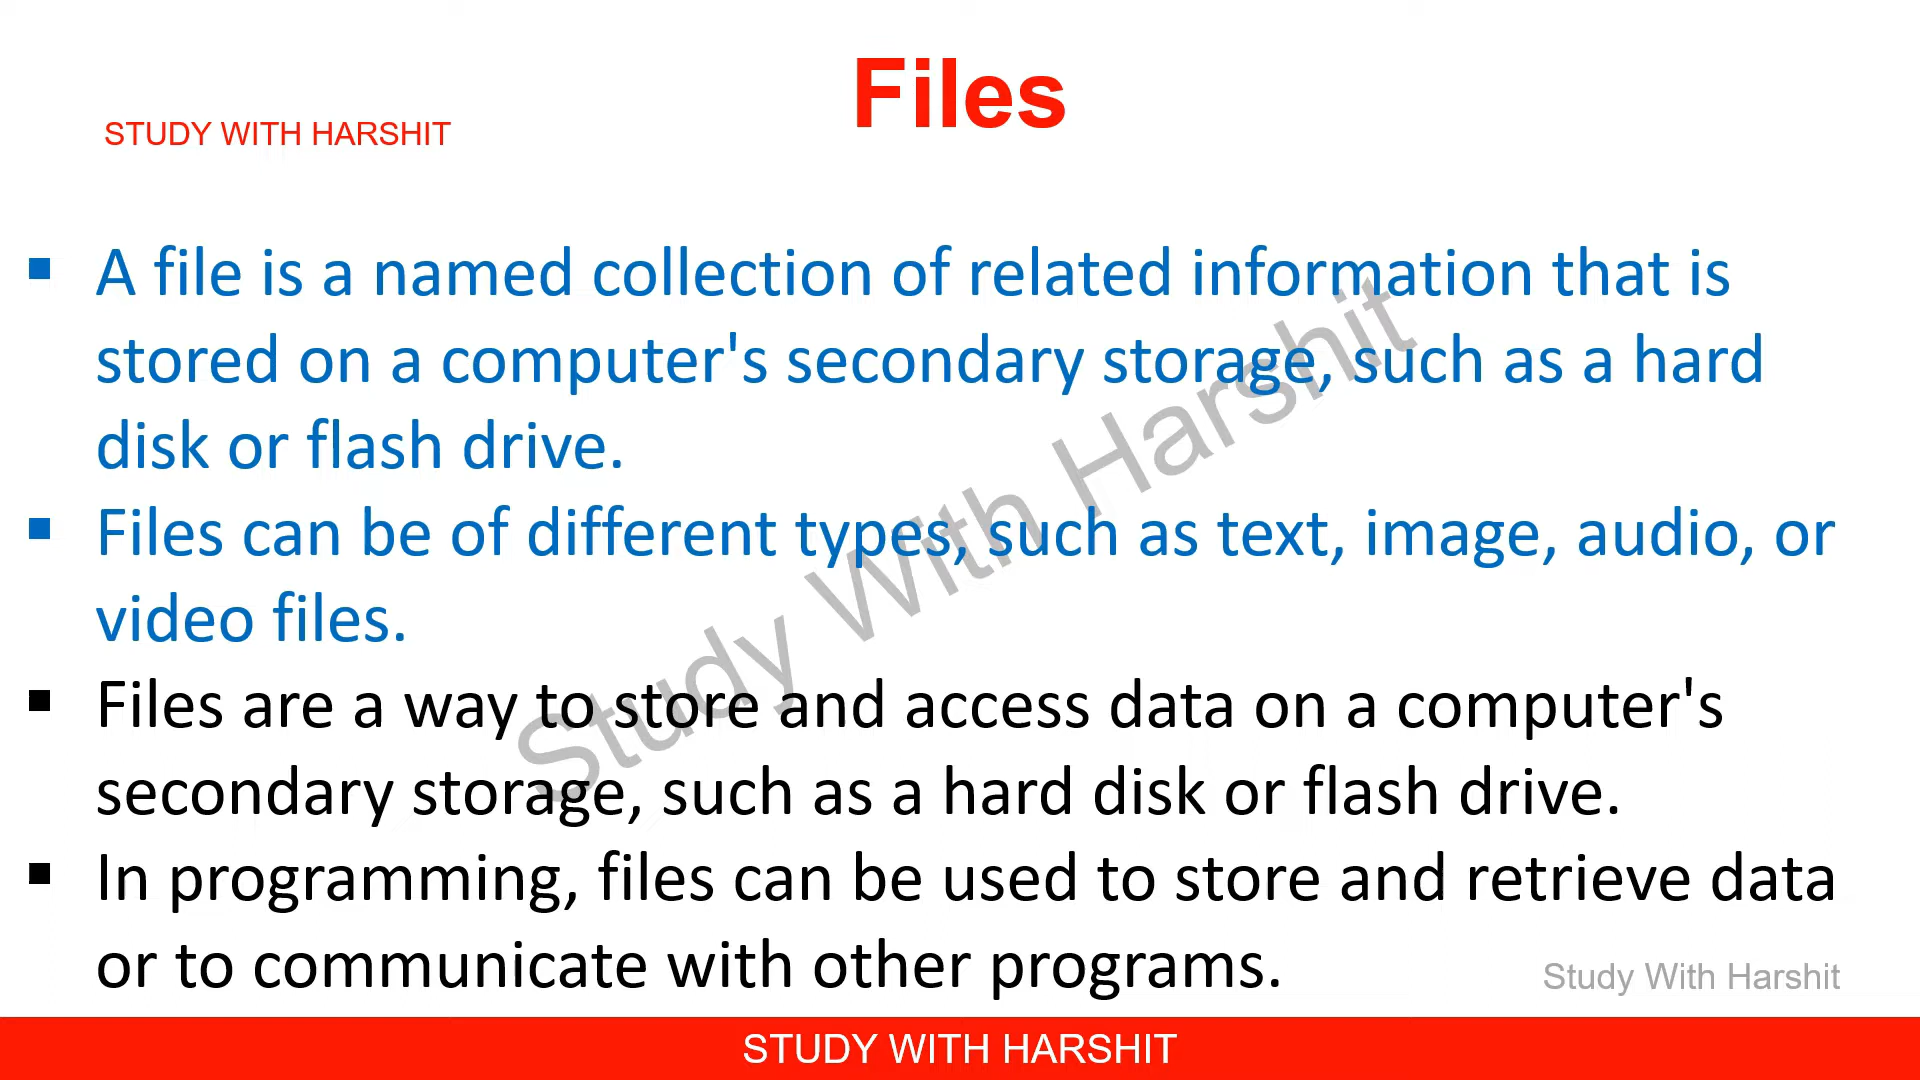 Files
STUDY WITH HARSHIT
▪ A file is a named collection of related information that is
stored on a computer's secondary storage, such as a hard
disk or flash drive.
▪ Files can be of different types, such as text, image, audio, or
video files.
▪ Files are a way to store and access data on a computer's
secondary storage, such as a hard disk or flash drive.
▪ In programming, files can be used to store and retrieve data
or to communicate with other programs.
Study With Harshit
Study With Harshit
STUDY WITH HARSHIT